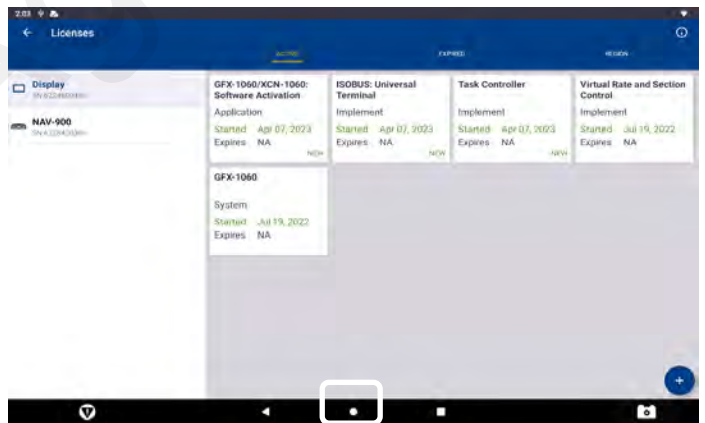 2:03
Licenses
ACTIVE
EXPIRED
REGION
Display
NAV-900
GFX-1060/XCN-1060:
Software Activation
Application
Started Apr 07, 2023
Expires NA
NEW
ISOBUS: Universal
Terminal
Implement
Started Apr 07, 2023
Expires NA
NEW
Task Controller
Implement
Started Apr 07, 2023
Expires NA
NEW
Virtual Rate and Section
Control
Implement
Started Jul 19, 2022
Expires NA
GFX-1060
System
Started Jul 19, 2022
Expires NA